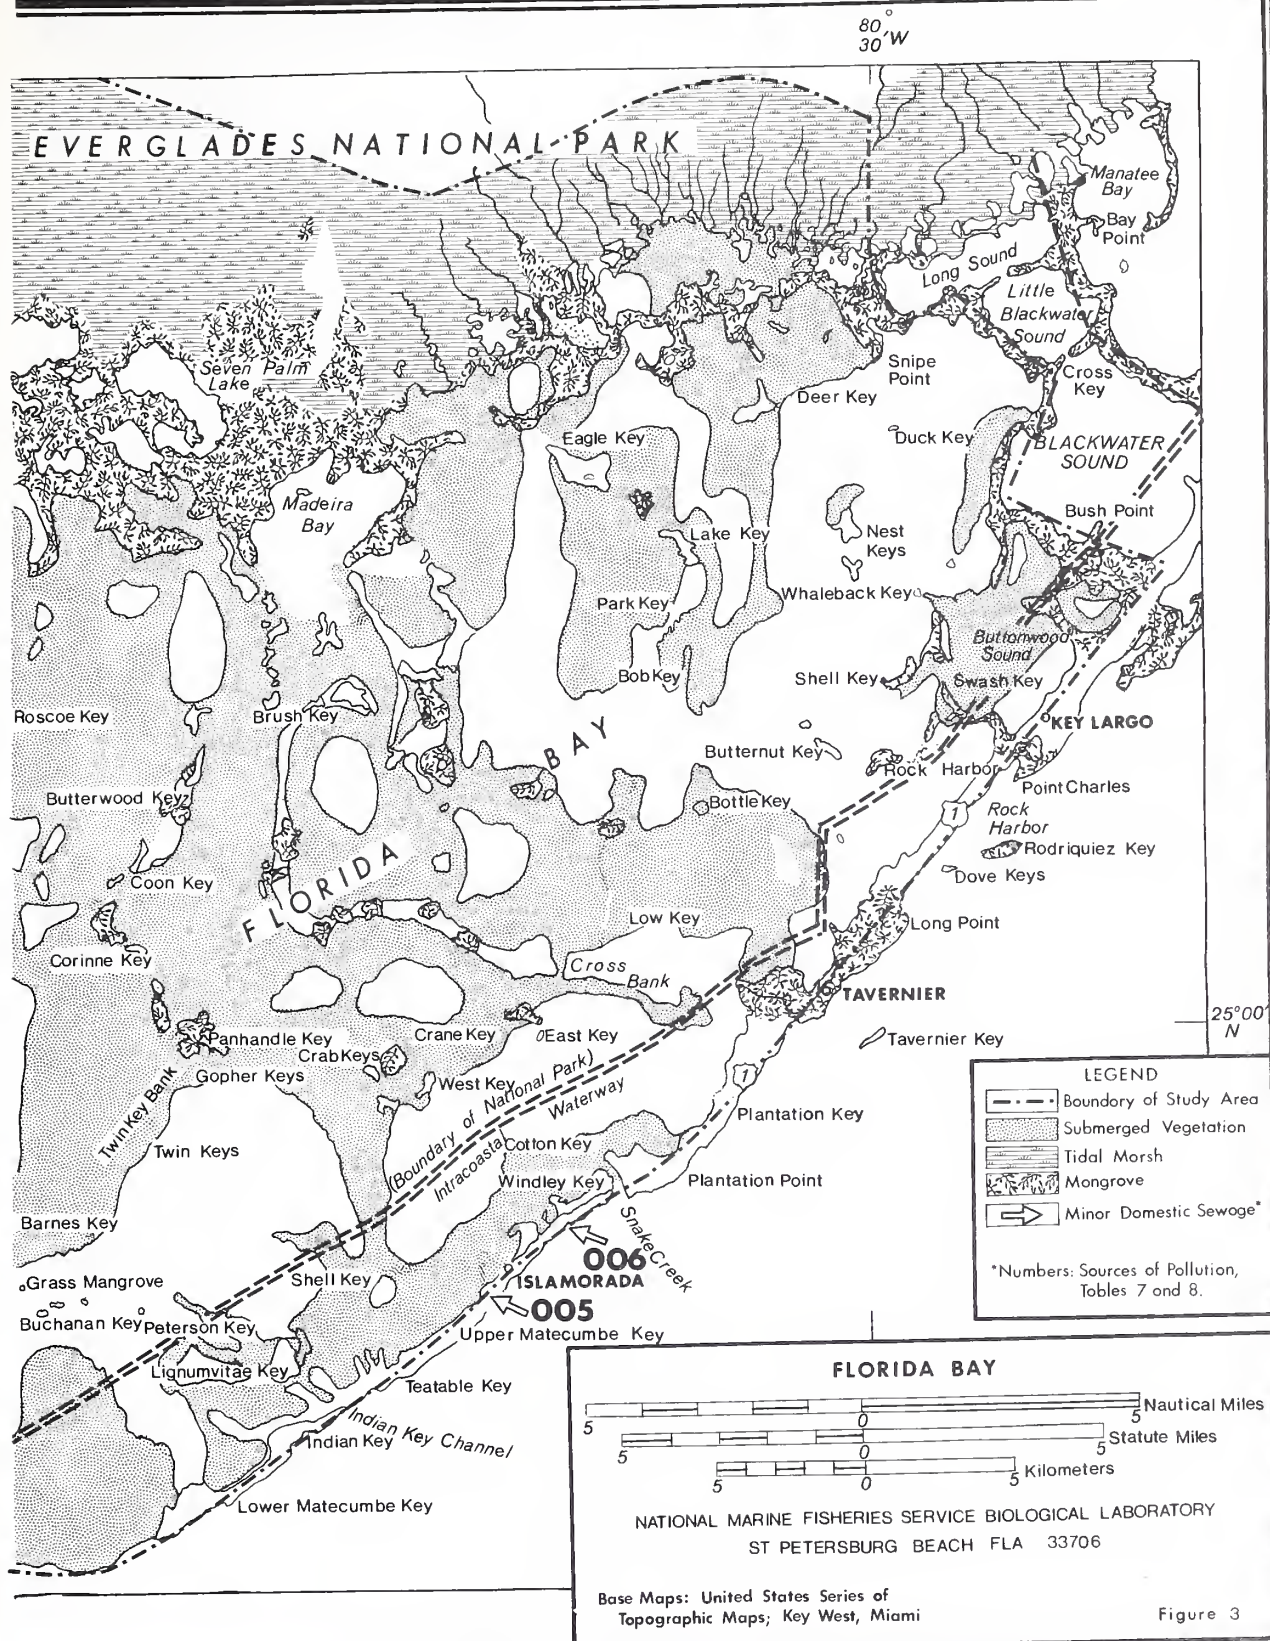 80°
30'W
EVERGLADES NATIONAL PARK
Manatee
Bay
Bay
Point
Long Sound
Little
Blackwater
Sound
Seven Palm
Lake
Snipe
Point
Cross
Key
Deer Key
Eagle Key
Duck Key
BLACKWATER
SOUND
Madeira
Bay
Bush Point
Lake Key
Nest
Keys
Park Key
Whaleback Key
Buttonwood
Sound
Bob Key
Shell Key
Swash Key
Roscoe Key
Brush Key
KEY LARGO
FLORIDA BAY
Butternut Key
Rock Harbor
Point Charles
Butterwood Keyz
Bottle Key
1
Rock
Harbor
Rodriquiez Key
Coon Key
Dove Keys
Low Key
Long Point
Corinne Key
Cross
Bank
TAVERNIER
25°00'
N
Panhandle Key
Crane Key
East Key
Tavernier Key
Crab Keys
Gopher Keys
West Key
(Boundary of National Park)
Intracoastal Waterway
1
Twin Key Bank
Plantation Key
Twin Keys
Cotton Key
Windley Key
Plantation Point
Snake Creek
Barnes Key
006
Grass Mangrove
Shell Key
ISLAMORADA
005
Buchanan Key
Peterson Key
Upper Matecumbe Key
Lignumvitae Key
Teatable Key
Indian Key Channel
Indian Key
Lower Matecumbe Key
LEGEND
Boundary of Study Area
Submerged Vegetation
Tidal Morsh
Mongrove
Minor Domestic Sewoge*
*Numbers: Sources of Pollution,
Tobles 7 ond 8.
FLORIDA BAY
5 0 5 Nautical Miles
5 0 5 Statute Miles
5 0 5 Kilometers
NATIONAL MARINE FISHERIES SERVICE BIOLOGICAL LABORATORY
ST PETERSBURG BEACH FLA 33706
Base Maps: United States Series of
Topographic Maps; Key West, Miami
Figure 3